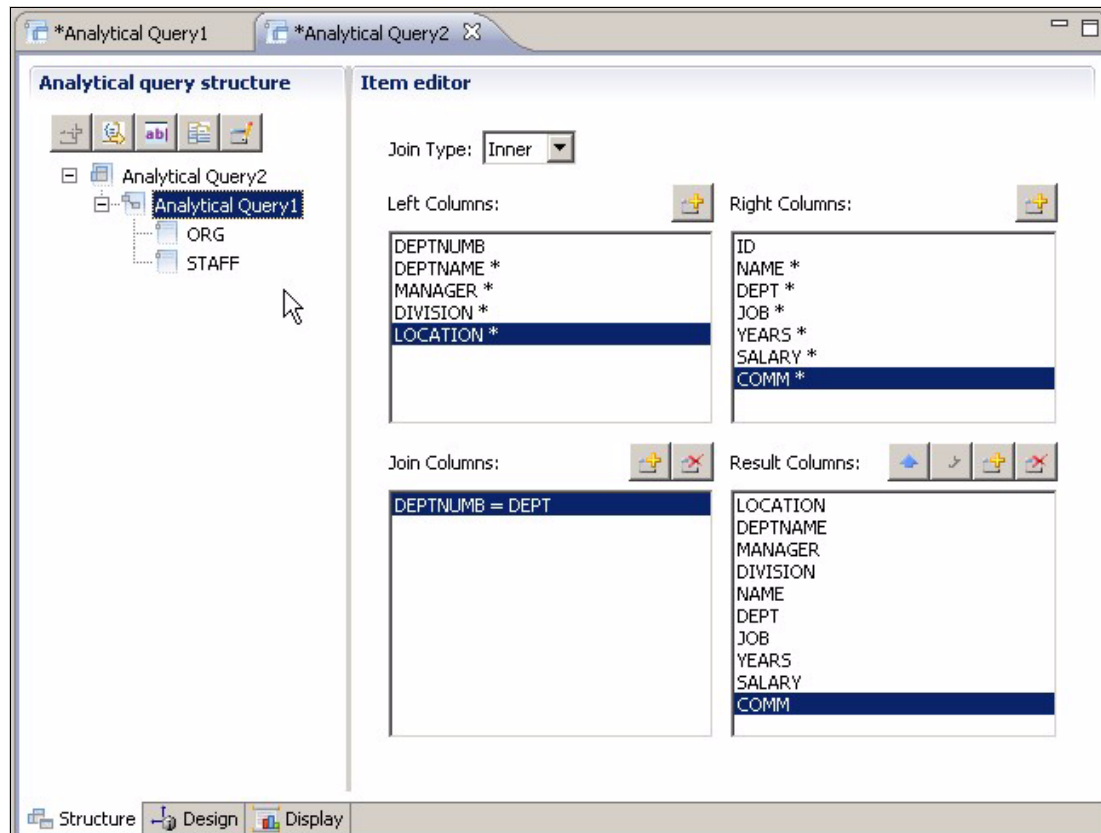 *Analytical Query1
*Analytical Query2
Analytical query structure
Item editor
ab|
Analytical Query2
Analytical Query1
ORG
STAFF
Join Type: Inner
Left Columns:
DEPTNUMB
DEPTNAME *
MANAGER *
DIVISION *
LOCATION *
Right Columns:
ID
NAME *
DEPT *
JOB *
YEARS *
SALARY *
COMM *
Join Columns:
DEPTNUMB = DEPT
Result Columns:
LOCATION
DEPTNAME
MANAGER
DIVISION
NAME
DEPT
JOB
YEARS
SALARY
COMM
Structure
Design
Display